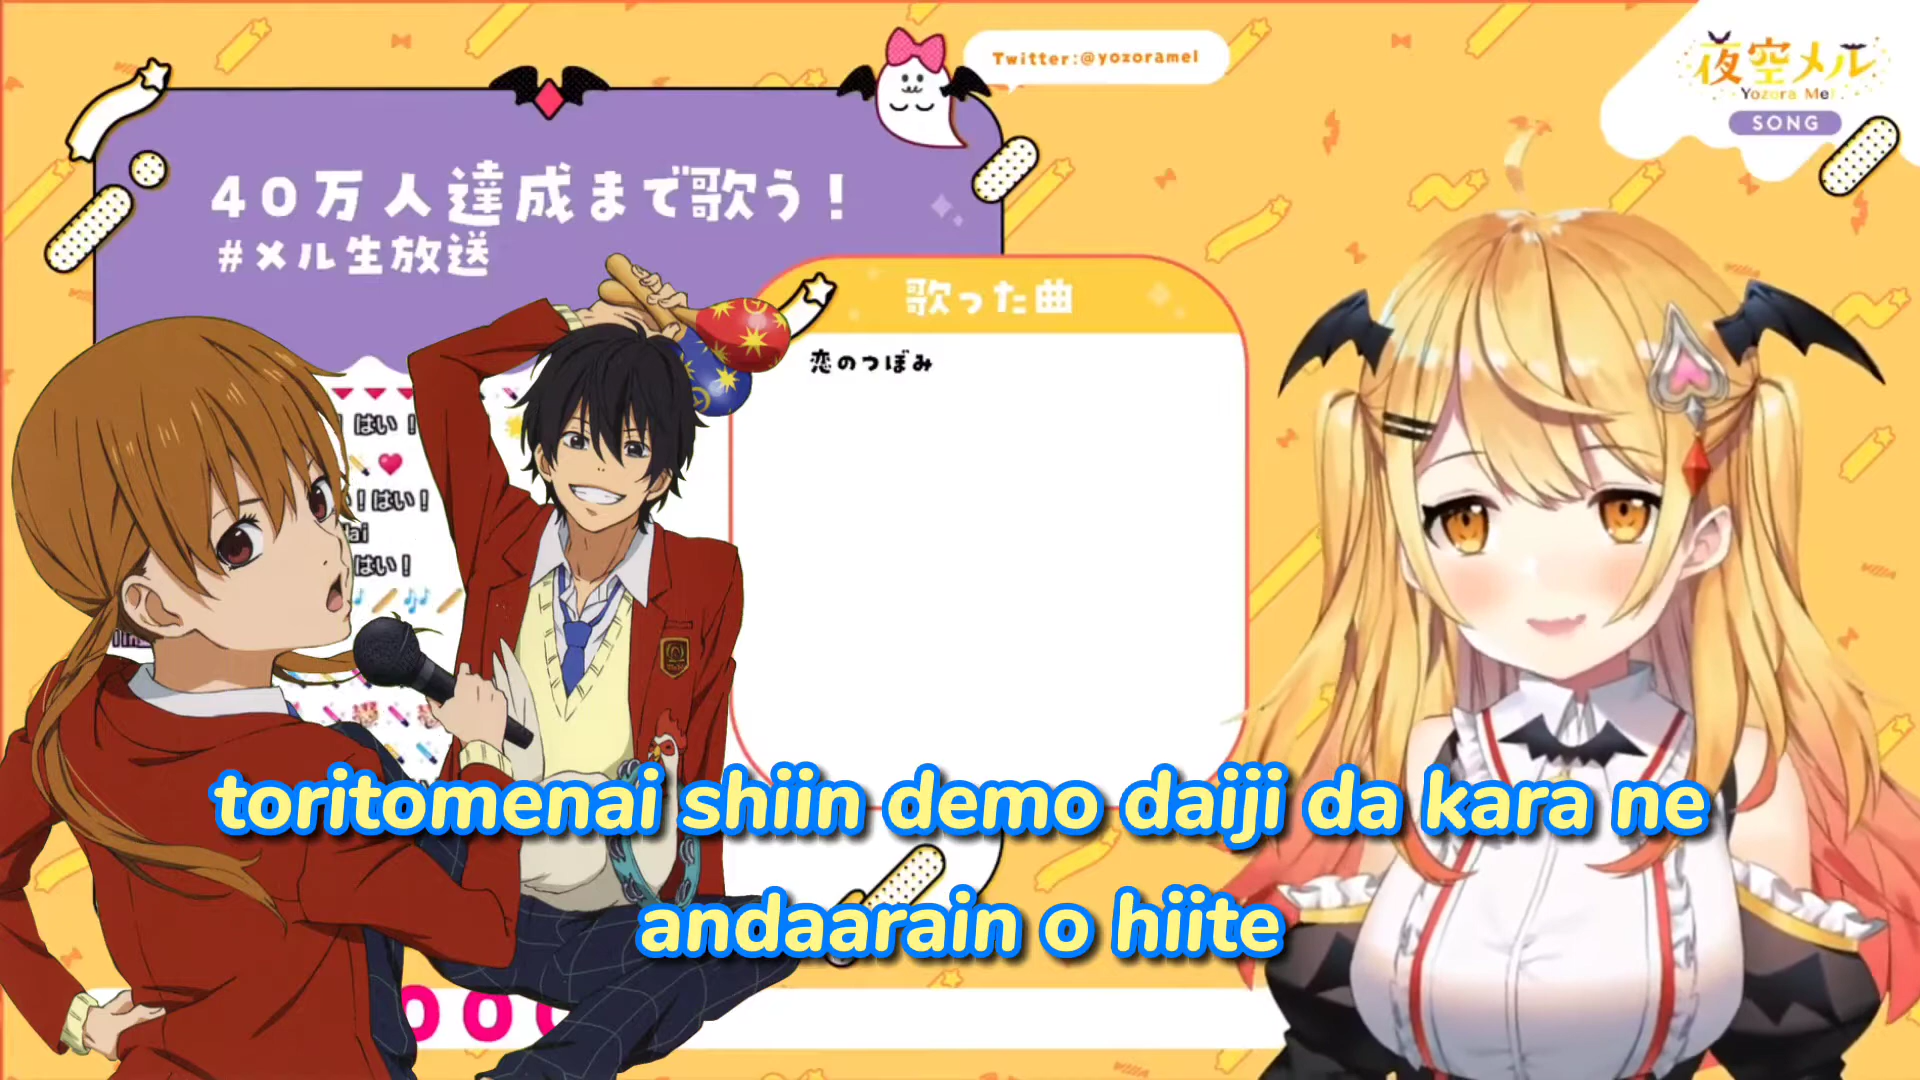 Twitter:@yozoramel
夜空メル
Yozora Mel
SONG
40万人達成まで歌う!
#メル生放送
歌った曲
恋のつぼみ
はい!
!はい!
はい!
toritomenai shiin demo daiji da kara ne
andaarain o hiite